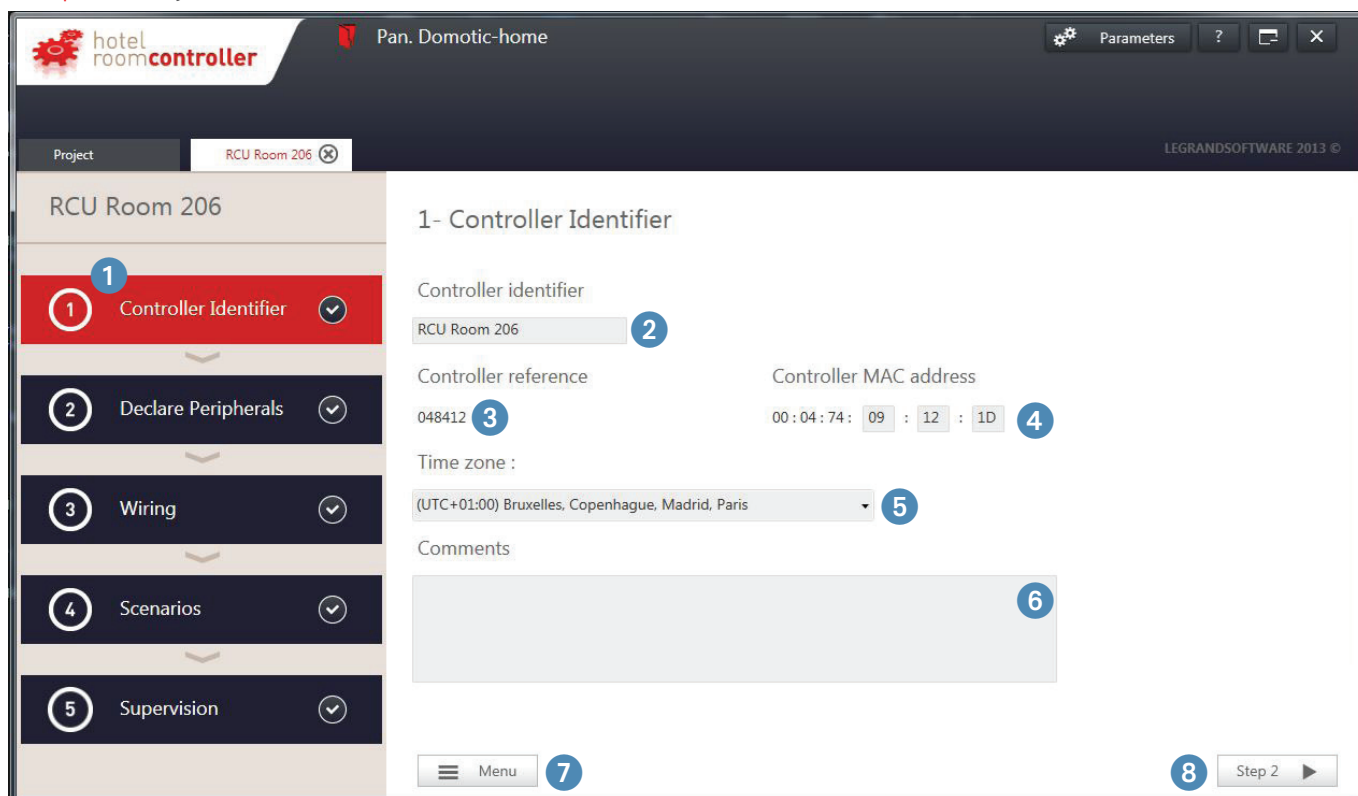 hotel
roomcontroller
Pan. Domotic-home
Parameters ?
Project
RCU Room 206
LEGRANDSOFTWARE 2013 ©
RCU Room 206
1
1 Controller Identifier
2 Declare Peripherals
3 Wiring
4 Scenarios
5 Supervision
1- Controller Identifier
Controller identifier
RCU Room 206 2
Controller reference Controller MAC address
048412 3 00 : 04 : 74 : 09 : 12 : 1D 4
Time zone :
(UTC+01:00) Bruxelles, Copenhague, Madrid, Paris 5
Comments
6
Menu 7 8 Step 2